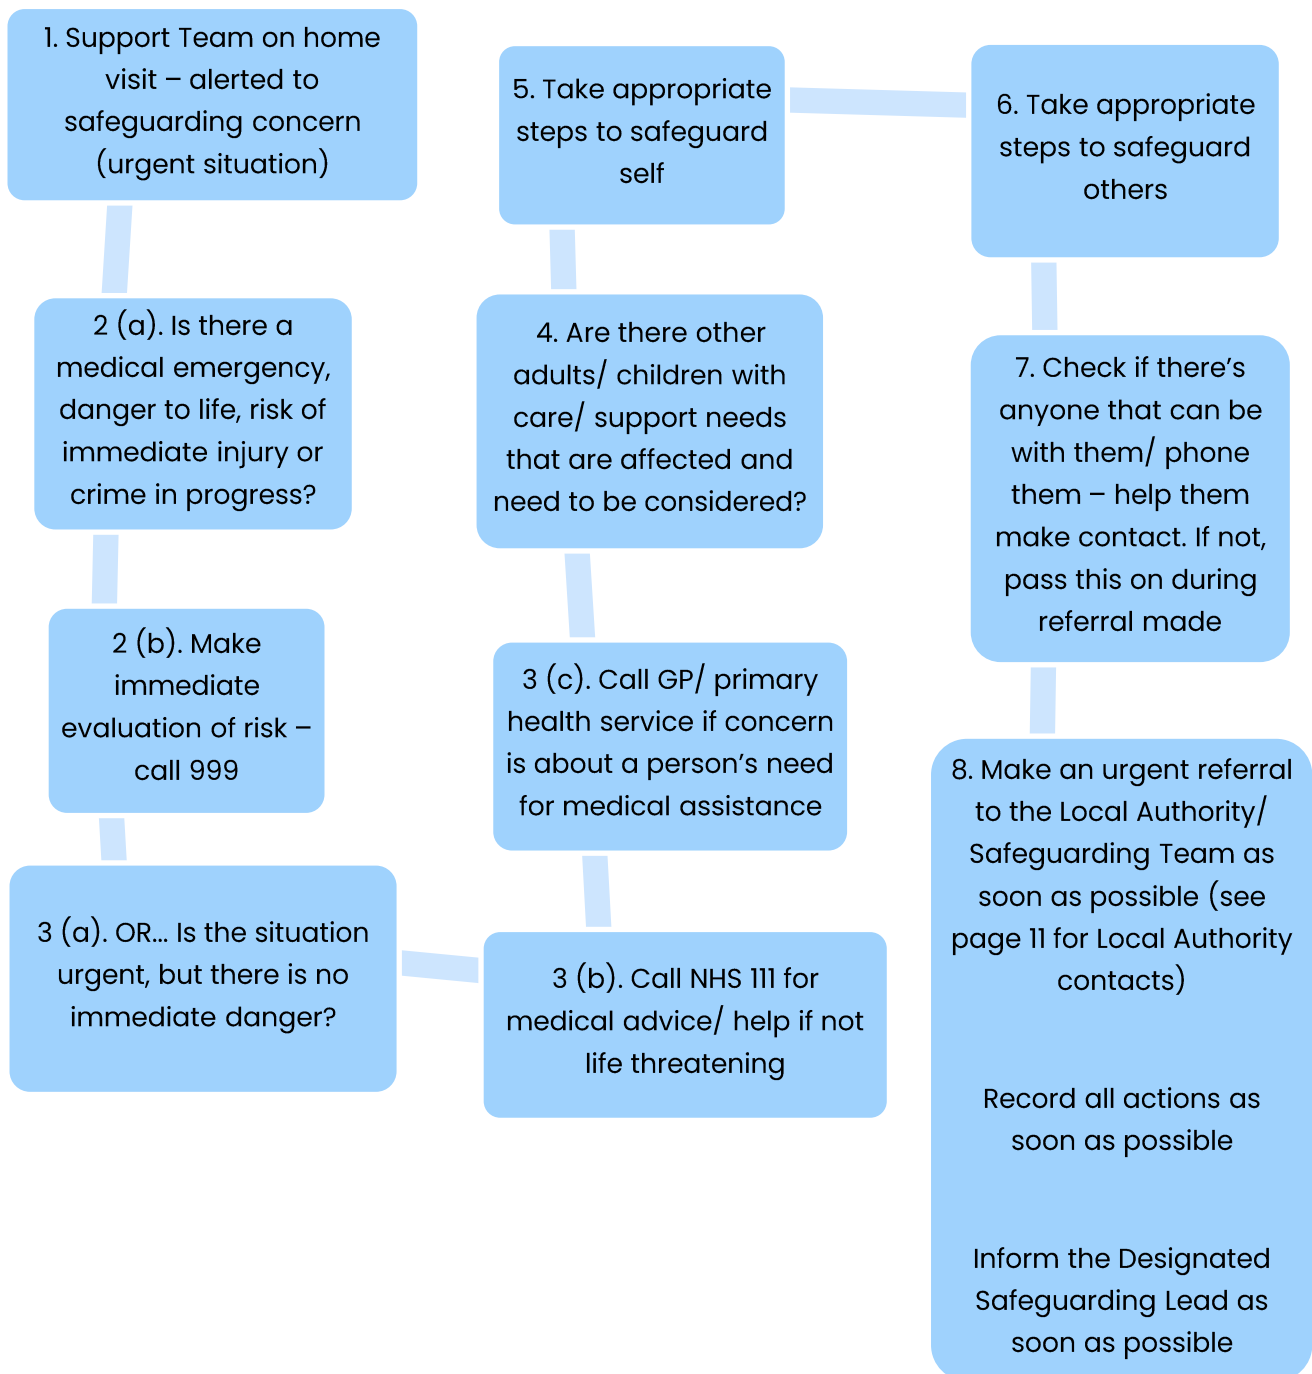 1. Support Team on home
visit – alerted to
safeguarding concern
(urgent situation)
2 (a). Is there a
medical emergency,
danger to life, risk of
immediate injury or
crime in progress?
2 (b). Make
immediate
evaluation of risk –
call 999
3 (a). OR... Is the situation
urgent, but there is no
immediate danger?
3 (b). Call NHS 111 for
medical advice/ help if not
life threatening
3 (c). Call GP/ primary
health service if concern
is about a person’s need
for medical assistance
4. Are there other
adults/ children with
care/ support needs
that are affected and
need to be considered?
5. Take appropriate
steps to safeguard
self
6. Take appropriate
steps to safeguard
others
7. Check if there’s
anyone that can be
with them/ phone
them – help them
make contact. If not,
pass this on during
referral made
8. Make an urgent referral
to the Local Authority/
Safeguarding Team as
soon as possible (see
page 11 for Local Authority
contacts)
Record all actions as
soon as possible
Inform the Designated
Safeguarding Lead as
soon as possible